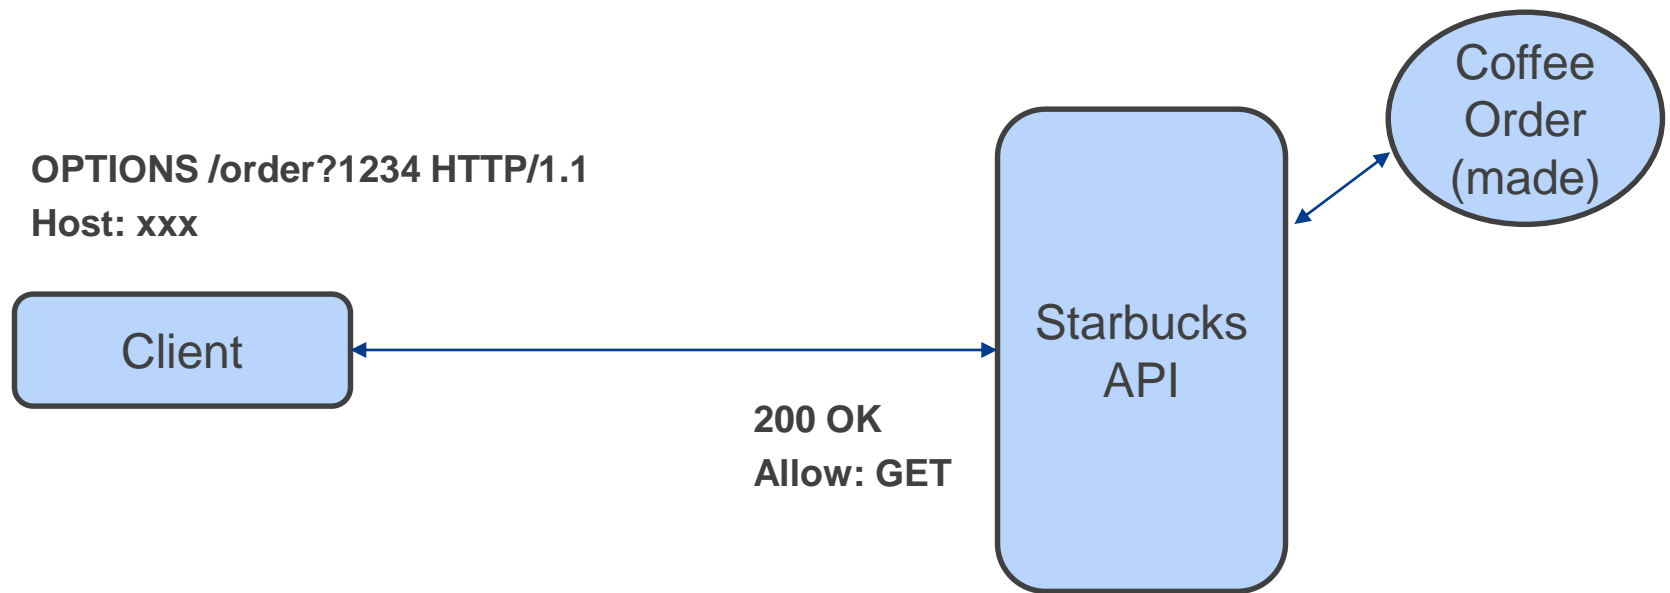 OPTIONS /order?1234 HTTP/1.1
Host: xxx
Client
200 OK
Allow: GET
Starbucks
API
Coffee
Order
(made)